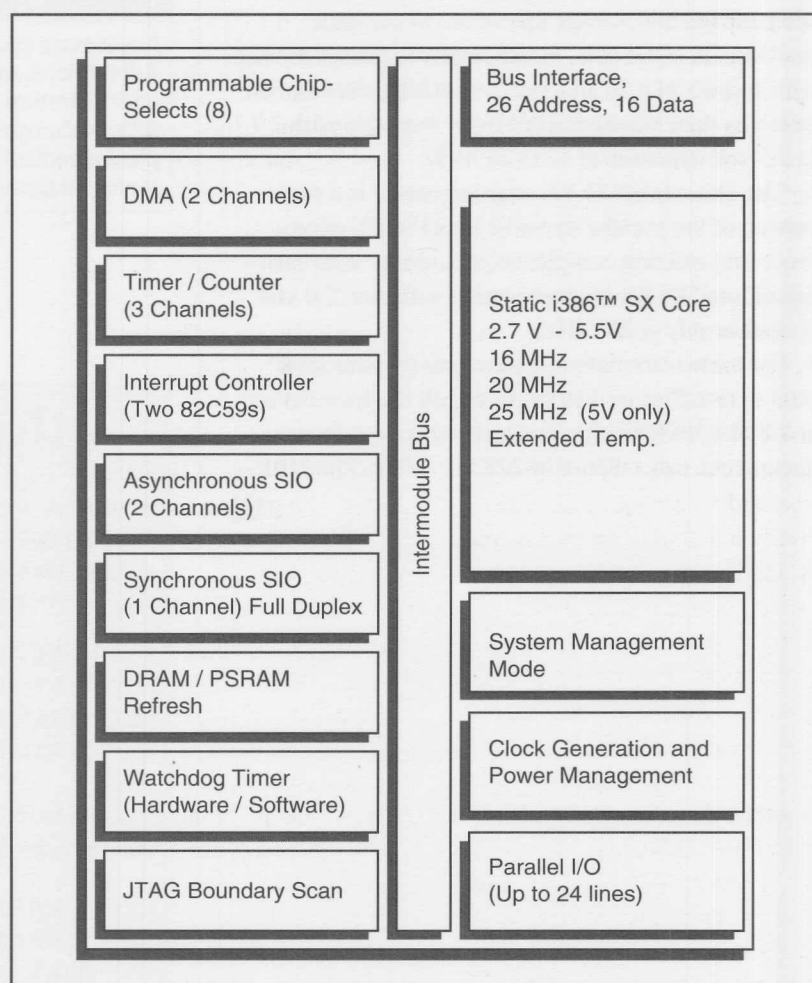 Programmable Chip-
Selects (8)
DMA (2 Channels)
Timer / Counter
(3 Channels)
Interrupt Controller
(Two 82C59s)
Asynchronous SIO
(2 Channels)
Synchronous SIO
(1 Channel) Full Duplex
DRAM / PSRAM
Refresh
Watchdog Timer
(Hardware / Software)
JTAG Boundary Scan
Intermodule Bus
Bus Interface,
26 Address, 16 Data
Static i386™ SX Core
2.7 V – 5.5V
16 MHz
20 MHz
25 MHz (5V only)
Extended Temp.
System Management
Mode
Clock Generation and
Power Management
Parallel I/O
(Up to 24 lines)